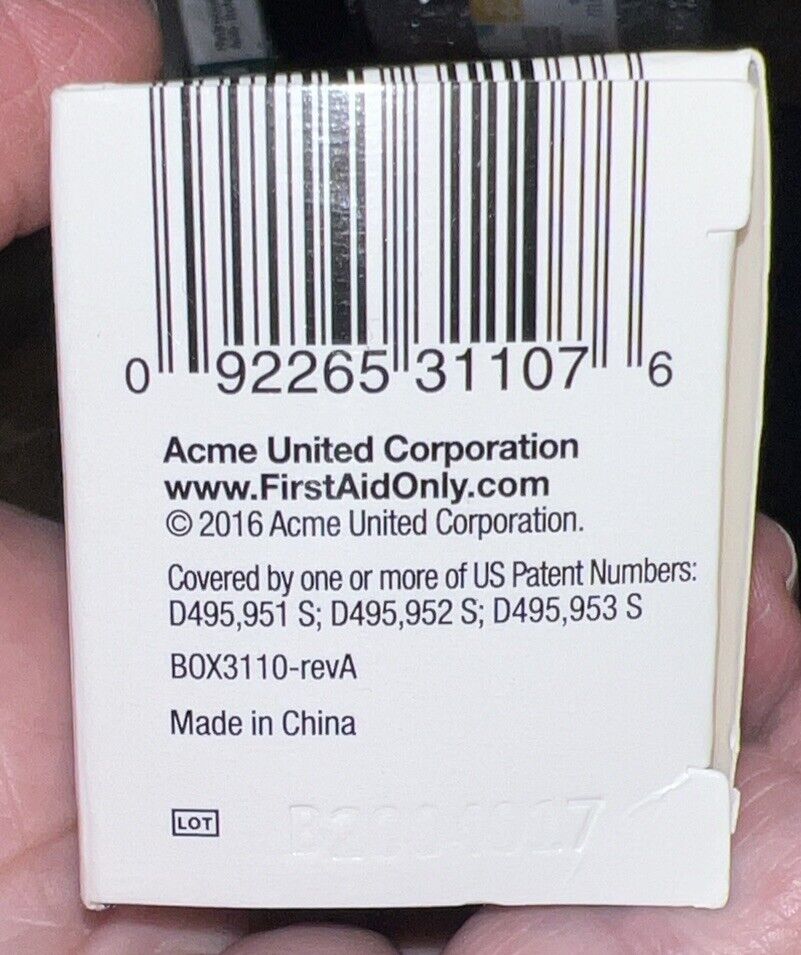 0 92265 31107 6
Acme United Corporation
www.FirstAidOnly.com
© 2016 Acme United Corporation.
Covered by one or more of US Patent Numbers:
D495,951 S; D495,952 S; D495,953 S
BOX3110-revA
Made in China
LOT